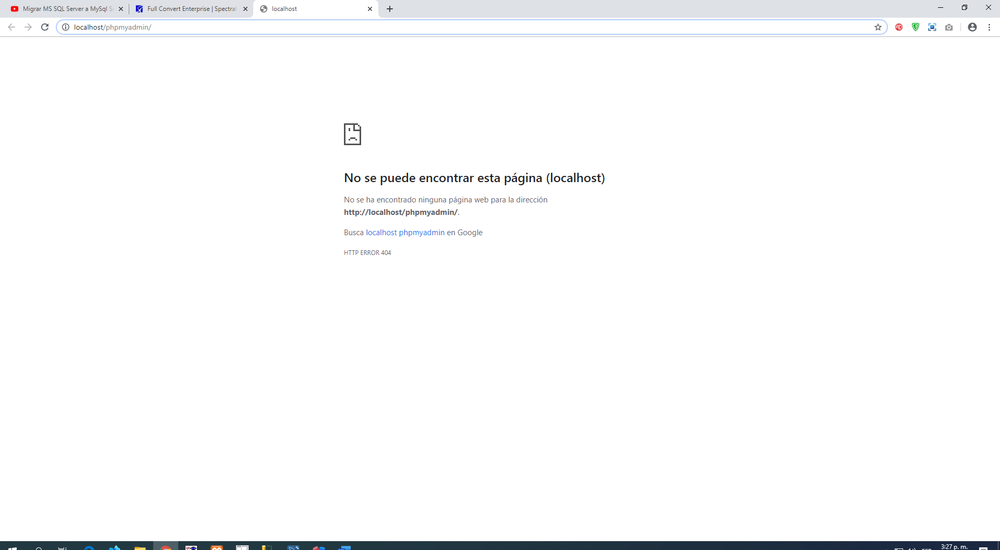 Migrar MS SQL Server a MySql Se
Full Convert Enterprise | Spectral
localhost
localhost/phpmyadmin/
No se puede encontrar esta página (localhost)
No se ha encontrado ninguna página web para la dirección
http://localhost/phpmyadmin/.
Busca localhost phpmyadmin en Google
HTTP ERROR 404
3:27 p. m.